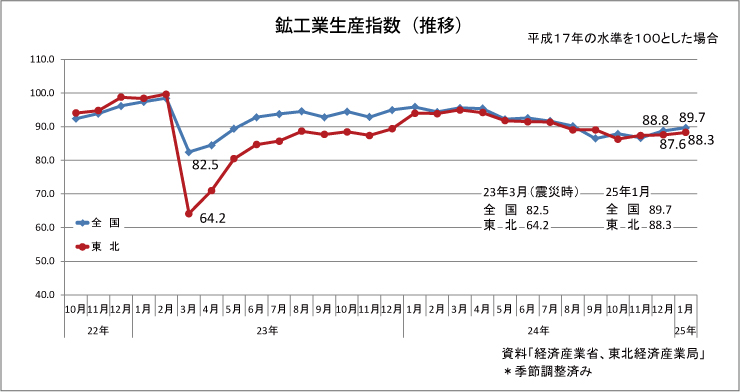 鉱工業生産指数（推移）
平成17年の水準を100とした場合
110.0
100.0
90.0
80.0
70.0
60.0
50.0
40.0
82.5
64.2
88.8
89.7
87.6
88.3
全　国
東　北
23年3月（震災時）
全　国　82.5
東　北　64.2
25年1月
全　国　89.7
東　北　88.3
10月 11月 12月 1月 2月 3月 4月 5月 6月 7月 8月 9月 10月 11月 12月 1月 2月 3月 4月 5月 6月 7月 8月 9月 10月 11月 12月 1月
22年 23年 24年 25年
資料「経済産業省、東北経済産業局」
＊季節調整済み